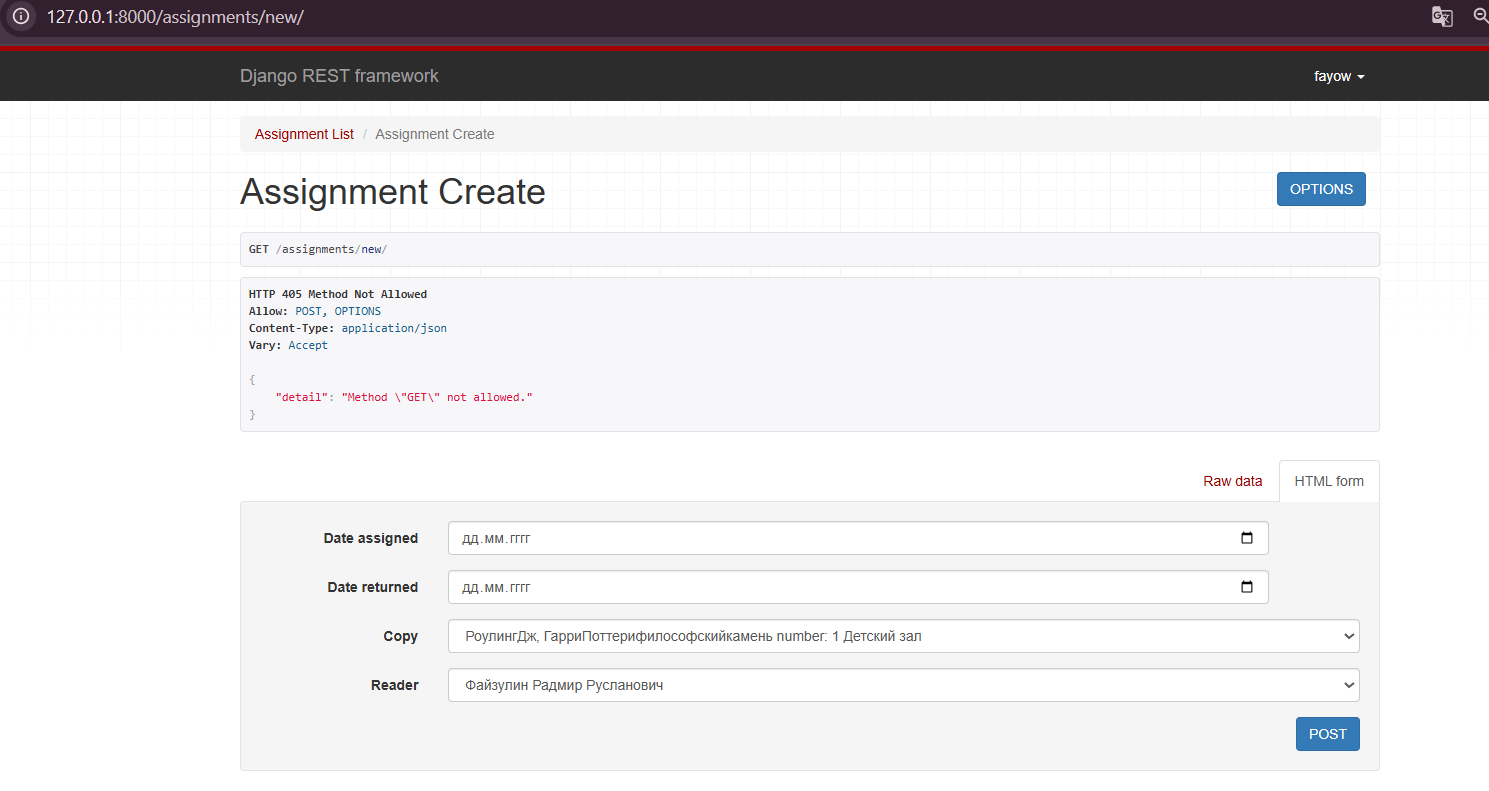 127.0.0.1:8000/assignments/new/
Django REST framework
fayow
Assignment List / Assignment Create
Assignment Create
OPTIONS
GET /assignments/new/
HTTP 405 Method Not Allowed
Allow: POST, OPTIONS
Content-Type: application/json
Vary: Accept
{
"detail": "Method \"GET\" not allowed."
}
Raw data
HTML form
Date assigned дд.мм.гггг
Date returned дд.мм.гггг
Copy РоулингДж, ГарриПоттерифилософскийкамень number: 1 Детский зал
Reader Файзулин Радмир Русланович
POST